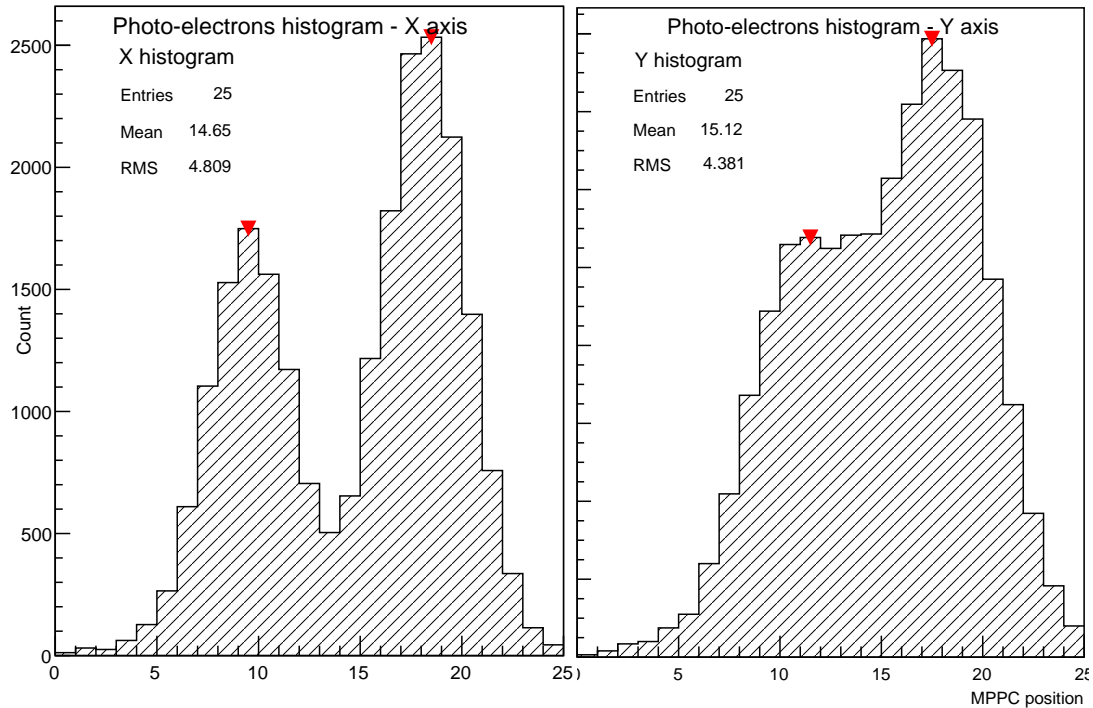 Photo-electrons histogram - X axis
X histogram
Entries 25
Mean 14.65
RMS 4.809
2500
2000
1500
1000
500
0
Count
0 5 10 15 20 25
Photo-electrons histogram - Y axis
Y histogram
Entries 25
Mean 15.12
RMS 4.381
5 10 15 20 25
MPPC position